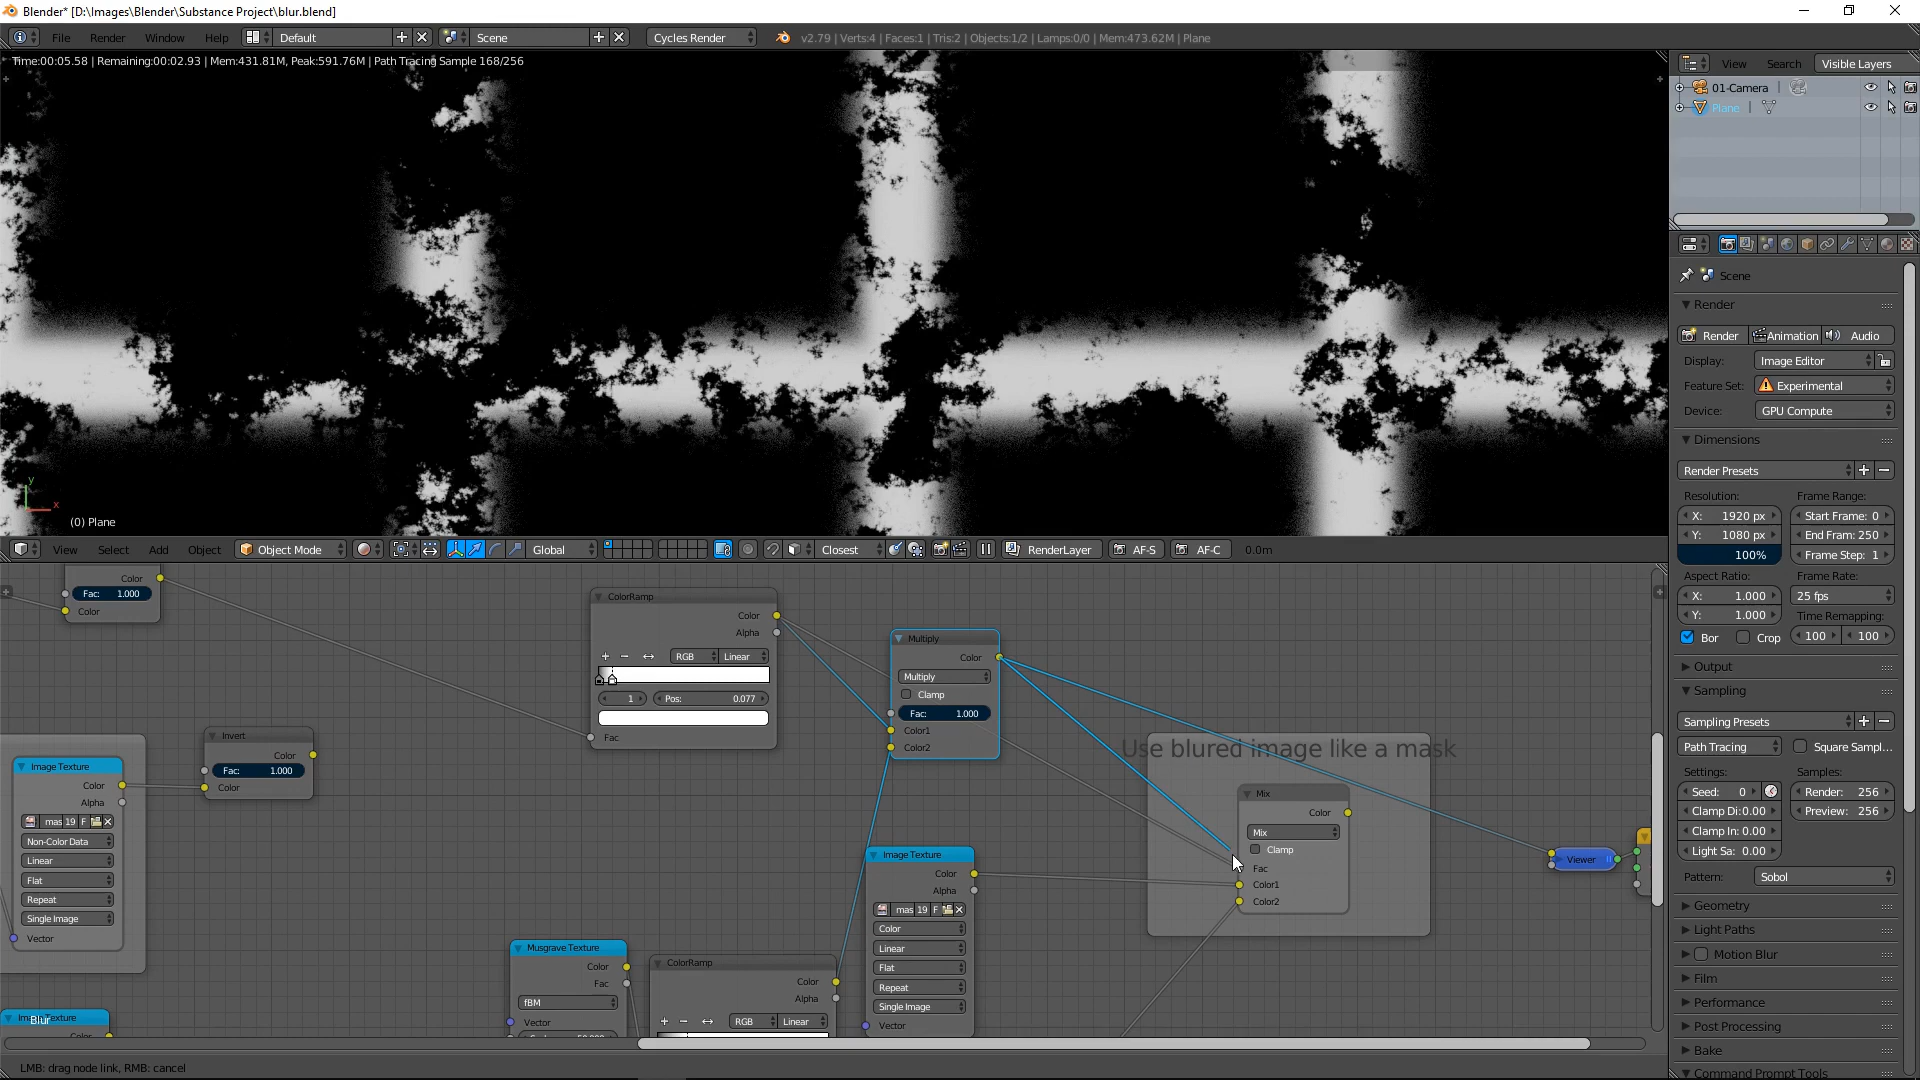 Blender* [D:\Images\Blender\Substance Project\blur.blend]
File Render Window Help Default Scene Cycles Render v2.79 | Verts:4 | Faces:1 | Tris:2 | Objects:1/2 | Lamps:0/0 | Mem:473.62M | Plane
Time:00:05.58 | Remaining:00:02.93 | Mem:431.81M, Peak:591.76M | Path Tracing Sample 168/256
y
x
(0) Plane
View Select Add Object Object Mode Global Closest RenderLayer AF-S AF-C 0.0m
Color
Fac: 1.000
Color
ColorRamp
Color
Alpha
RGB Linear
1 Pos: 0.077
Fac
Multiply
Color
Multiply
Clamp
Fac: 1.000
Color1
Color2
Invert
Color
Fac: 1.000
Color
Image Texture
Color
Alpha
mas 19 F
Non-Color Data
Linear
Flat
Repeat
Single Image
Vector
Use blured image like a mask
Mix
Color
Mix
Clamp
Fac
Color1
Color2
Viewer
Image Texture
Color
Alpha
mas 19 F
Color
Linear
Flat
Repeat
Single Image
Vector
Musgrave Texture
Color
Fac
fBM
Vector
ColorRamp
Color
Alpha
RGB Linear
Blur
LMB: drag node link, RMB: cancel
View Search Visible Layers
01-Camera
Plane
Scene
Render
Render Animation Audio
Display: Image Editor
Feature Set: Experimental
Device: GPU Compute
Dimensions
Render Presets
Resolution: Frame Range:
X: 1920 px Start Frame: 0
Y: 1080 px End Fram: 250
100% Frame Step: 1
Aspect Ratio: Frame Rate:
X: 1.000 25 fps
Y: 1.000 Time Remapping:
Bor Crop 100 100
Output
Sampling
Sampling Presets
Path Tracing Square Sampl...
Settings: Samples:
Seed: 0 Render: 256
Clamp Di:0.00 Preview: 256
Clamp In: 0.00
Light Sa: 0.00
Pattern: Sobol
Geometry
Light Paths
Motion Blur
Film
Performance
Post Processing
Bake
Command Prompt Tools